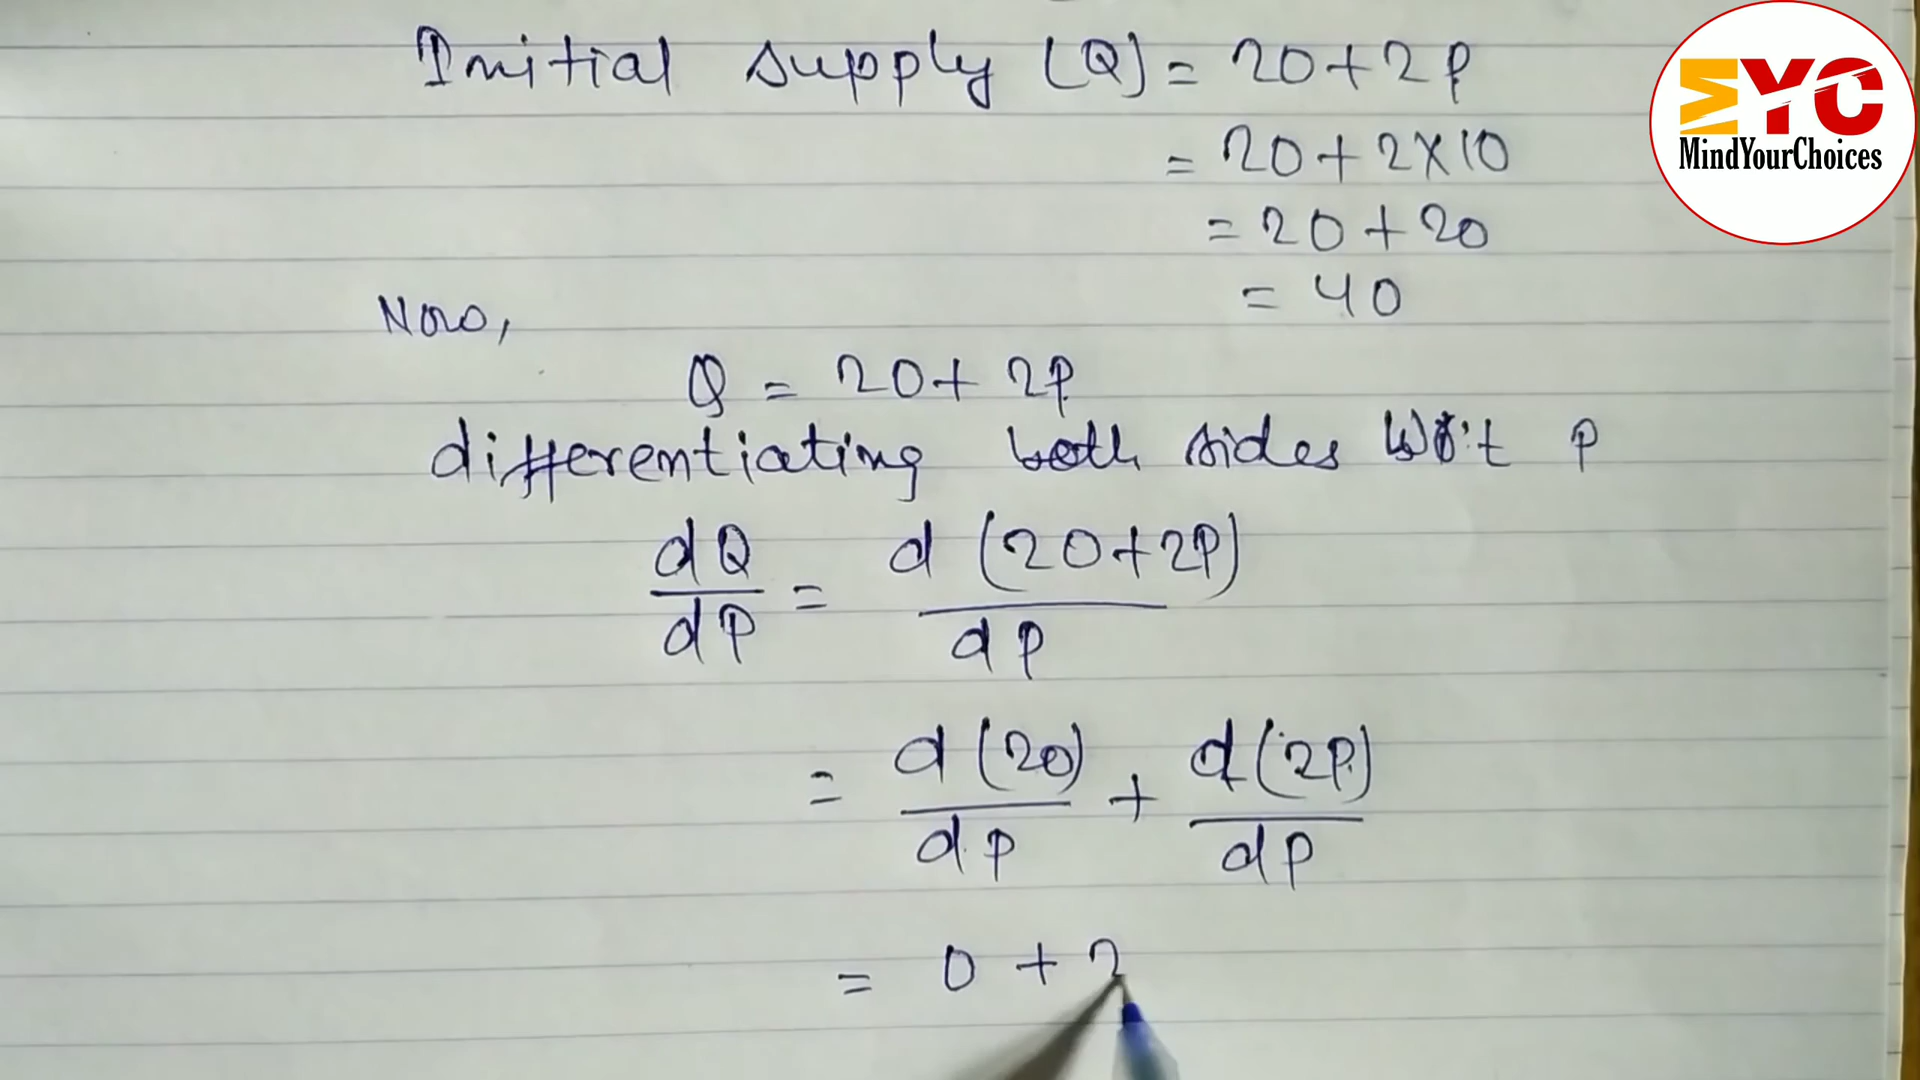 Initial supply (Q) = 20 + 2P
= 20 + 2 × 10
= 20 + 20
= 40
Now,
Q = 20 + 2P
differentiating both sides w.r.t P
dQ/dP = d (20 + 2P)/dP
= d (20)/dP + d (2P)/dP
= 0 + 2
MYC
MindYourChoices